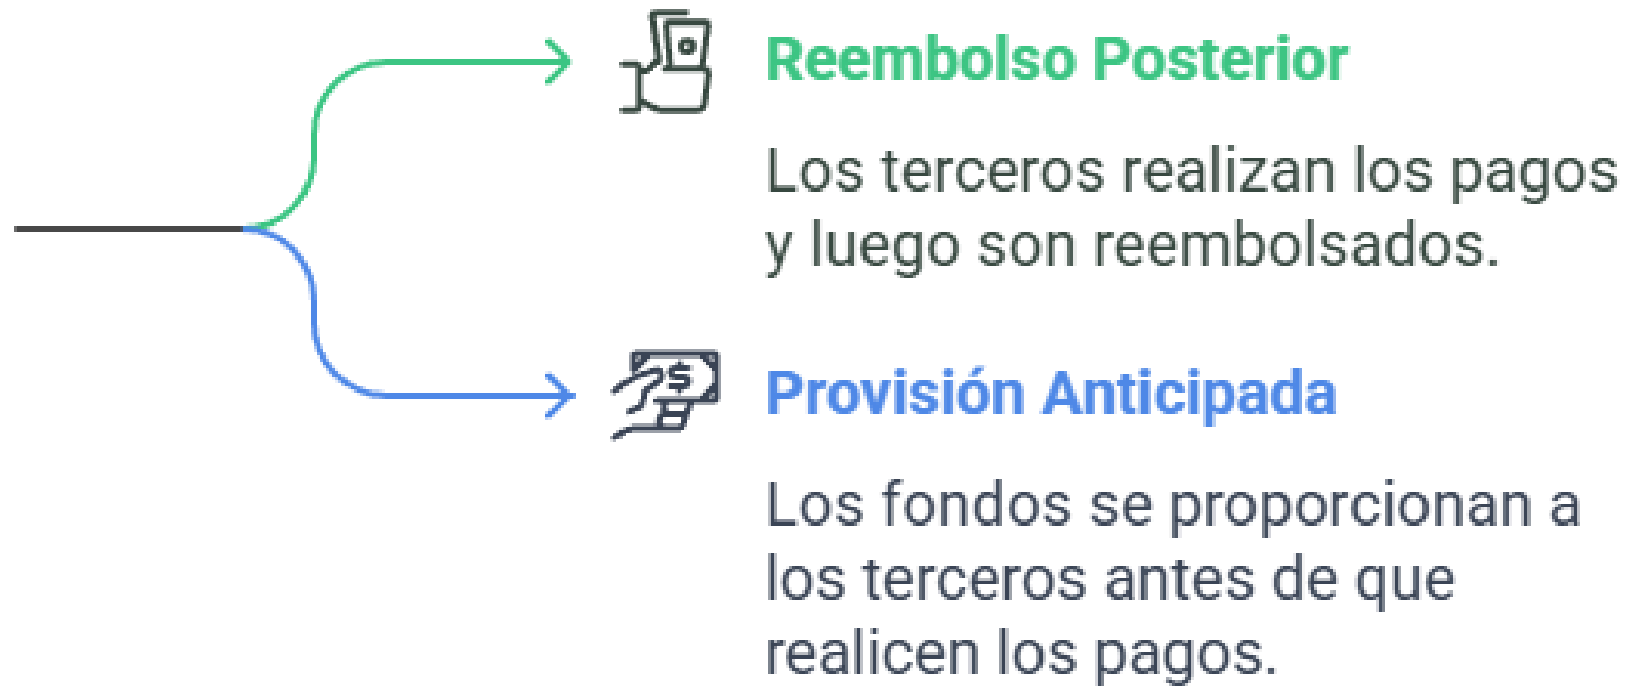 Reembolso Posterior
Los terceros realizan los pagos
y luego son reembolsados.
$
Provisión Anticipada
Los fondos se proporcionan a
los terceros antes de que
realicen los pagos.